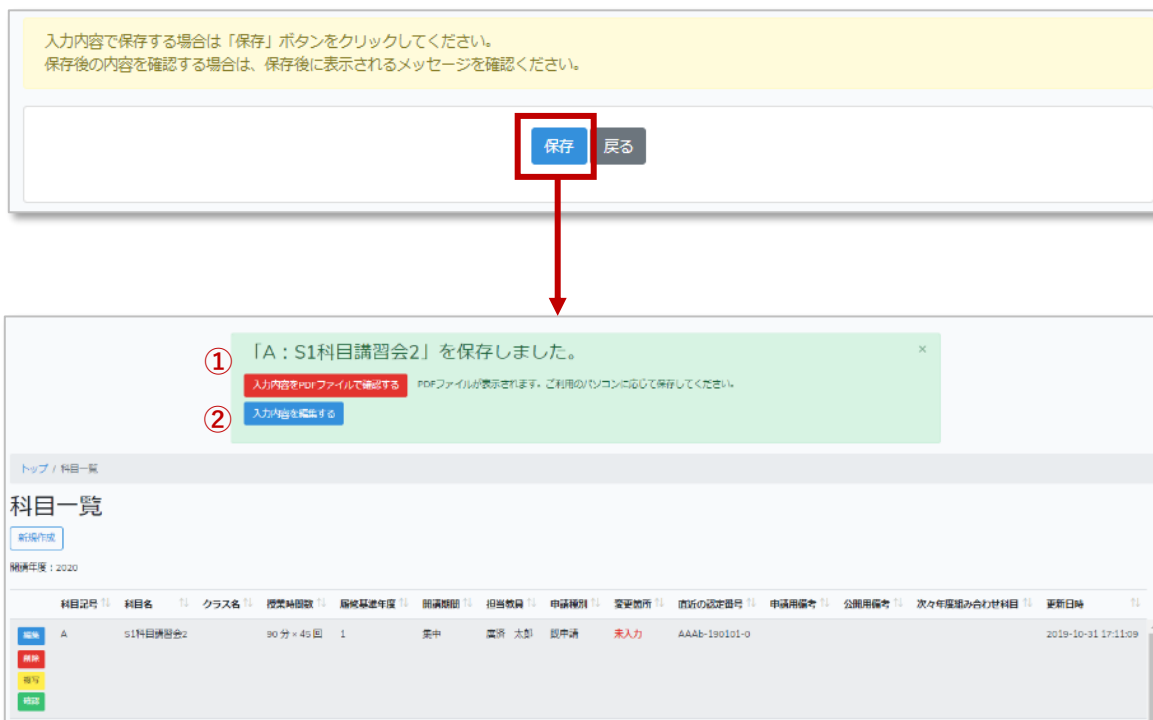 入力内容で保存する場合は「保存」ボタンをクリックしてください。
保存後の内容を確認する場合は、保存後に表示されるメッセージを確認ください。
保存 戻る
① 「A：S1科目講習会2」を保存しました。 ×
入力内容をPDFファイルで確認する PDFファイルが表示されます。ご利用のパソコンに応じて保存してください。
② 入力内容を編集する
トップ / 科目一覧
科目一覧
新規作成
開講年度：2020
科目記号 科目名 クラス名 授業時間数 履修基準年度 開講期間 担当教員 申請種別 変更箇所 直近の認定番号 申請用備考 公開用備考 次々年度組み合わせ科目 更新日時
編集 A S1科目講習会2 90 分 × 45 回 1 集中 廣済 太郎 既申請 未入力 AAAb-190101-0 2019-10-31 17:11:09
削除
複写
確認